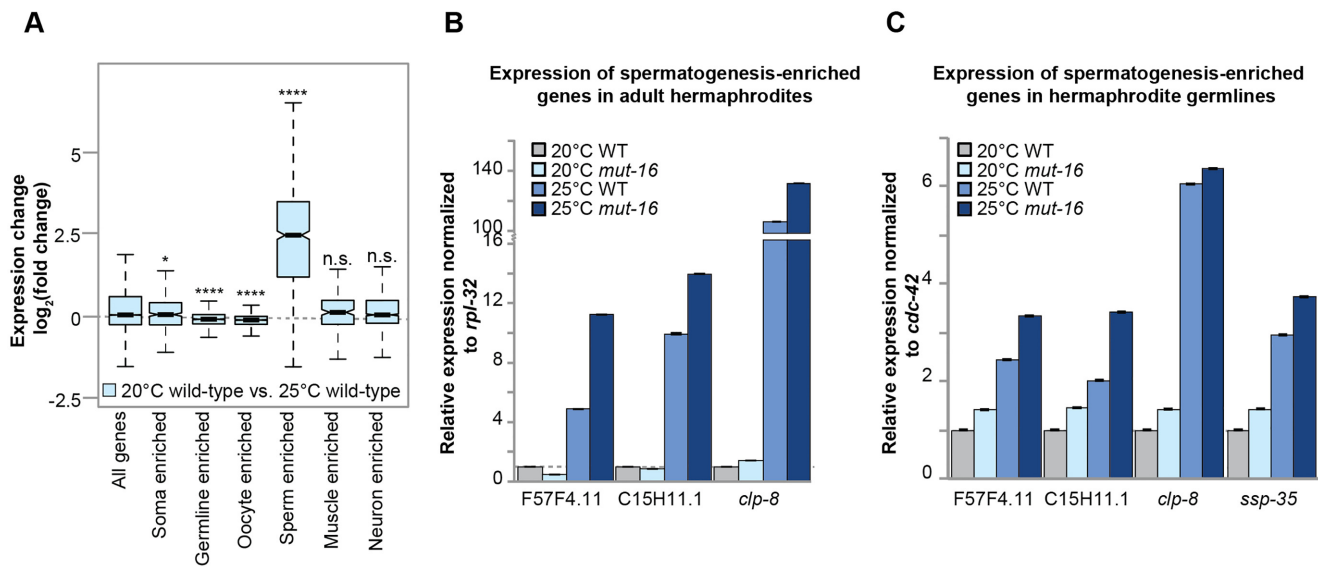 A
Expression change
log2(fold change)
5
2.5
0
-2.5
****
*
****
****
n.s.
n.s.
20°C wild-type vs. 25°C wild-type
All genes
Soma enriched
Germline enriched
Oocyte enriched
Sperm enriched
Muscle enriched
Neuron enriched
B
Expression of spermatogenesis-enriched
genes in adult hermaphrodites
Relative expression normalized
to rpl-32
140
100
16
12
8
4
0
20°C WT
20°C mut-16
25°C WT
25°C mut-16
F57F4.11
C15H11.1
clp-8
C
Expression of spermatogenesis-enriched
genes in hermaphrodite germlines
Relative expression normalized
to cdc-42
6
4
2
0
20°C WT
20°C mut-16
25°C WT
25°C mut-16
F57F4.11
C15H11.1
clp-8
ssp-35